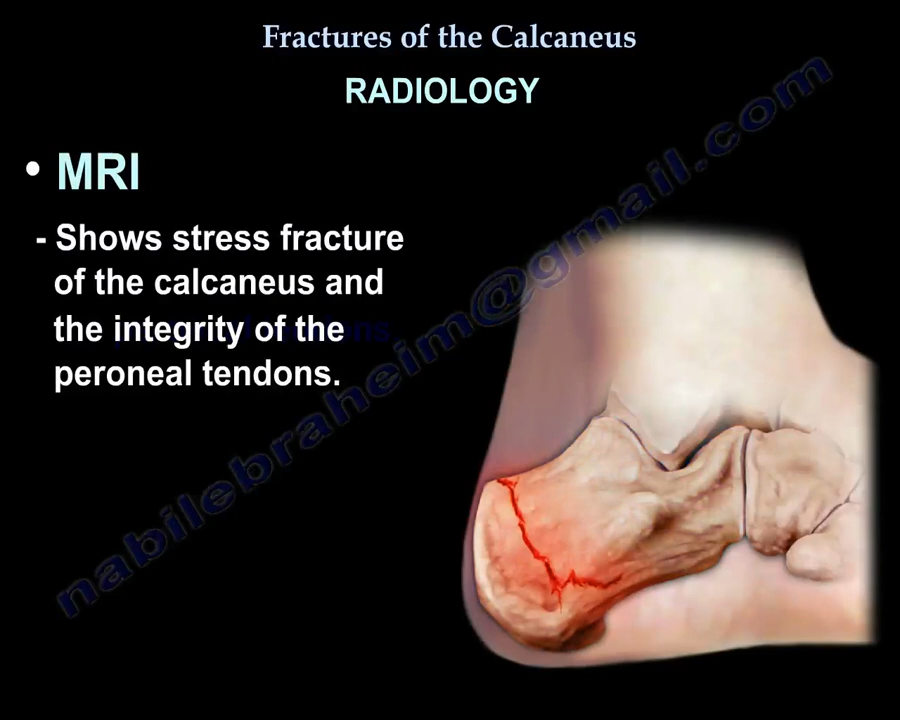 Fractures of the Calcaneus
RADIOLOGY
• MRI
- Shows stress fracture
of the calcaneus and
the integrity of the
peroneal tendons.
nabilebraheim@gmail.com